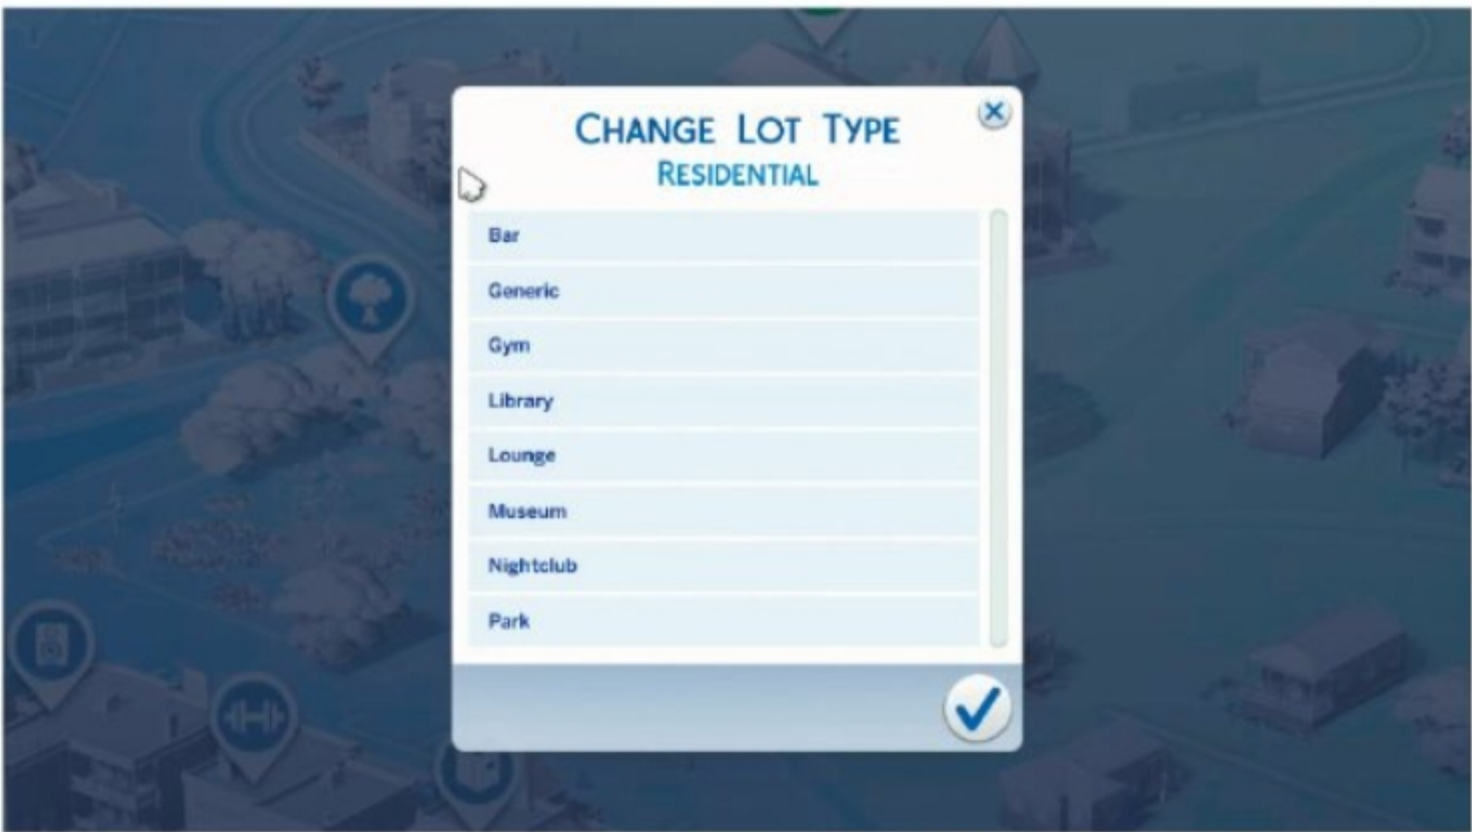 Change Lot Type
Residential
Bar
Generic
Gym
Library
Lounge
Museum
Nightclub
Park